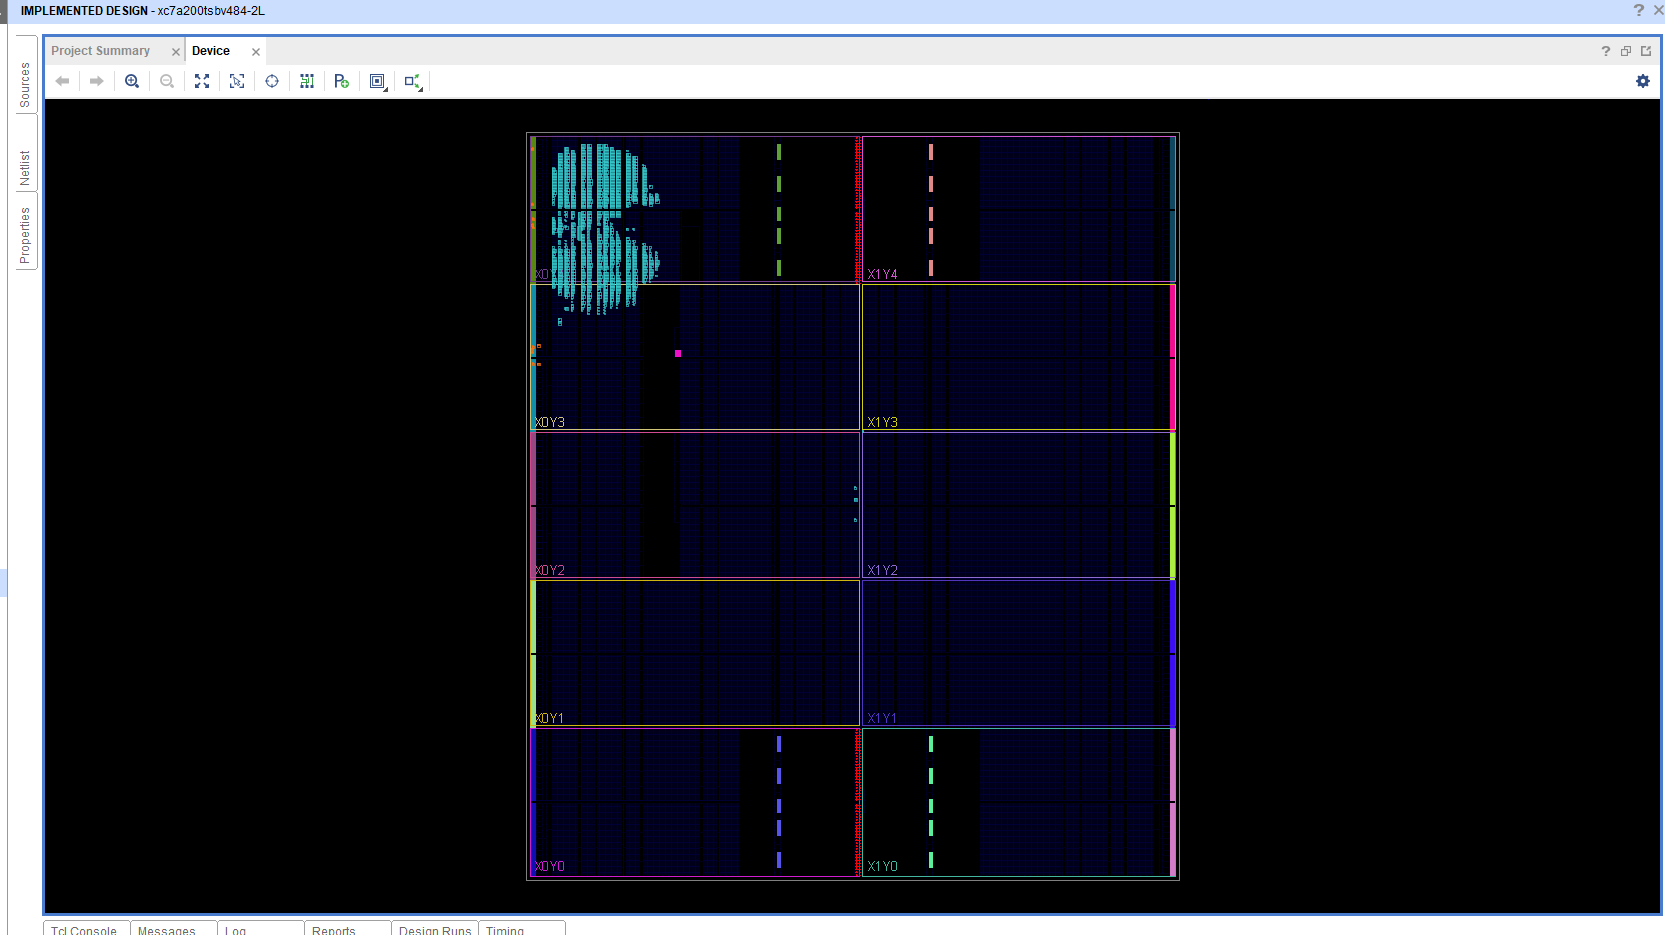 IMPLEMENTED DESIGN - xc7a200tsbv484-2L
Project Summary
Device
Sources
Netlist
Properties
X1Y4
X0Y3
X1Y3
X0Y2
X1Y2
X0Y1
X1Y1
X0Y0
X1Y0
Tcl Console
Messages
Log
Reports
Design Runs
Timing